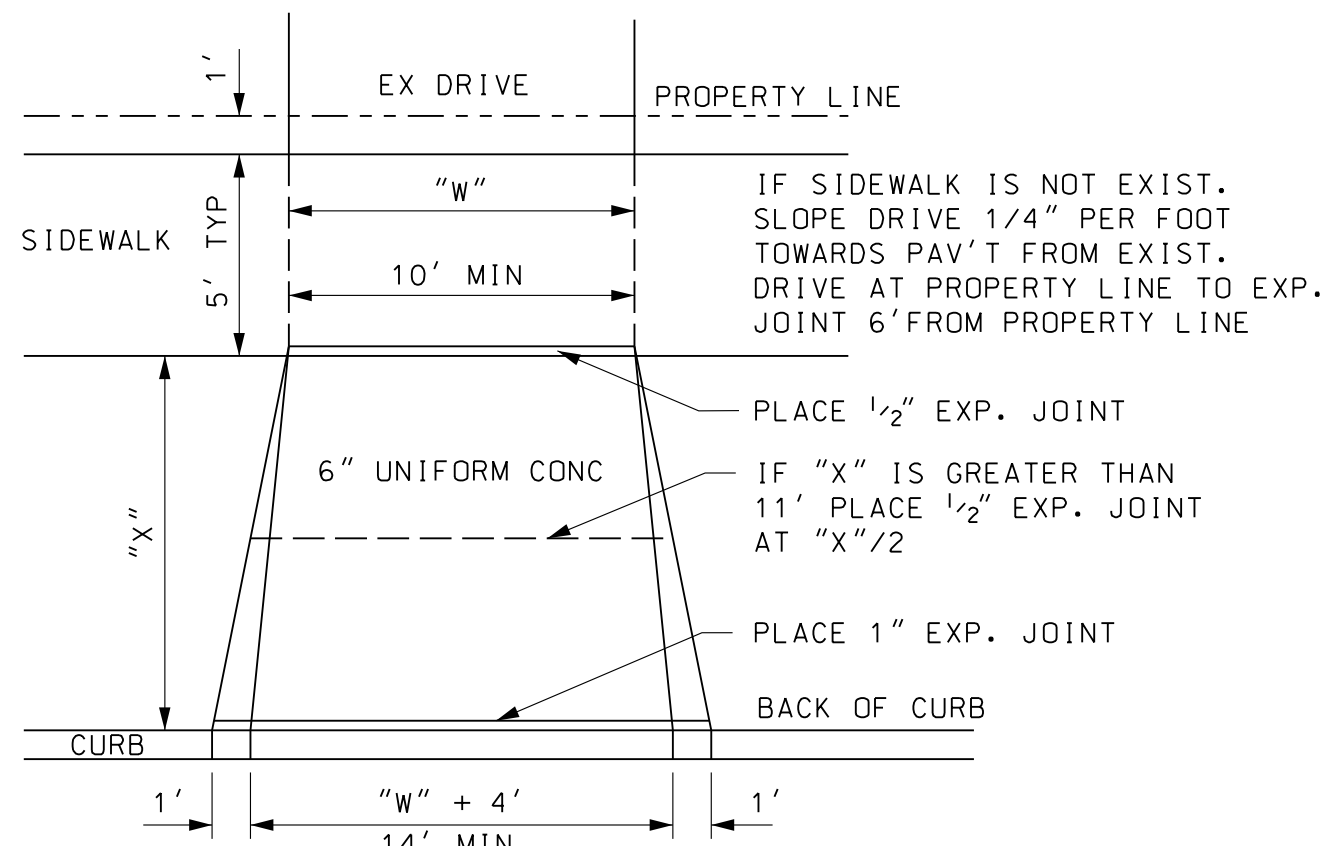 1'
EX DRIVE
PROPERTY LINE
"W"
10' MIN
SIDEWALK
5' TYP
IF SIDEWALK IS NOT EXIST.
SLOPE DRIVE 1/4" PER FOOT
TOWARDS PAV'T FROM EXIST.
DRIVE AT PROPERTY LINE TO EXP.
JOINT 6'FROM PROPERTY LINE
PLACE 1/2" EXP. JOINT
6" UNIFORM CONC
IF "X" IS GREATER THAN
11' PLACE 1/2" EXP. JOINT
AT "X"/2
"X"
PLACE 1" EXP. JOINT
BACK OF CURB
CURB
1'
"W" + 4'
1'
14' MIN